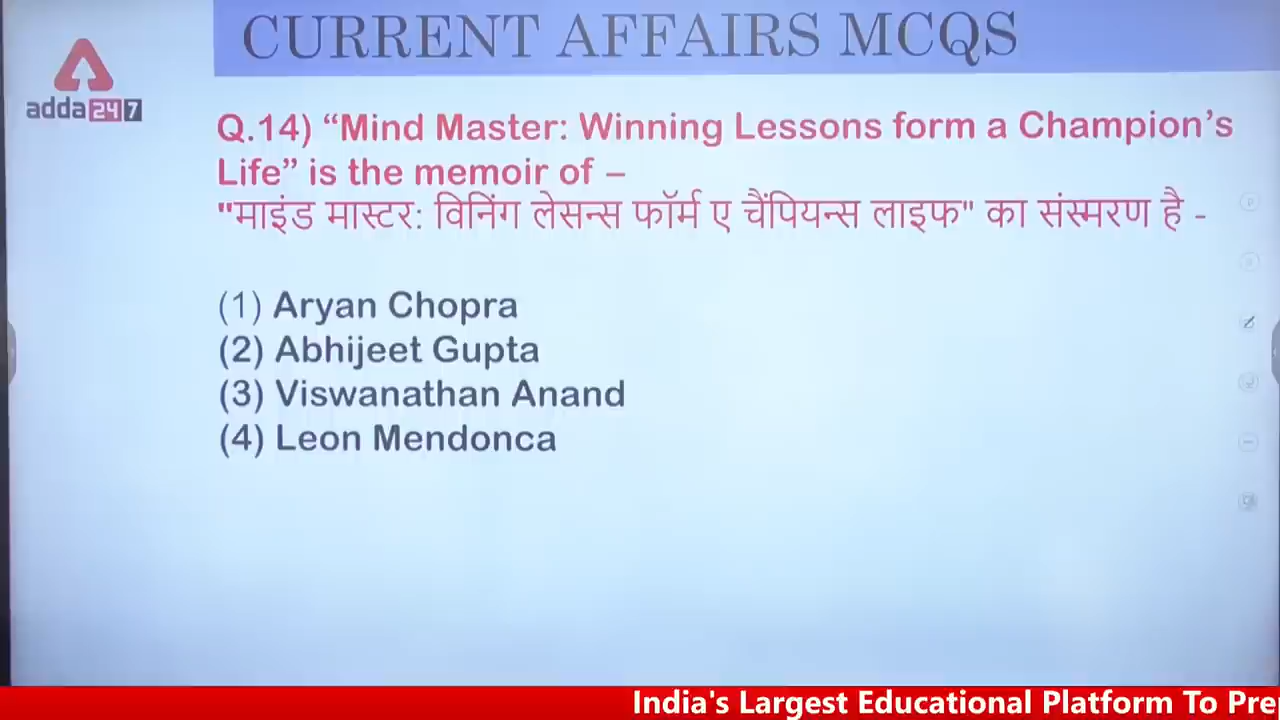 CURRENT AFFAIRS MCQS
adda247
Q.14) “Mind Master: Winning Lessons form a Champion’s
Life” is the memoir of –
"माइंड मास्टर: विनिंग लेसन्स फॉर्म ए चैंपियन्स लाइफ" का संस्मरण है -
(1) Aryan Chopra
(2) Abhijeet Gupta
(3) Viswanathan Anand
(4) Leon Mendonca
India's Largest Educational Platform To Pre